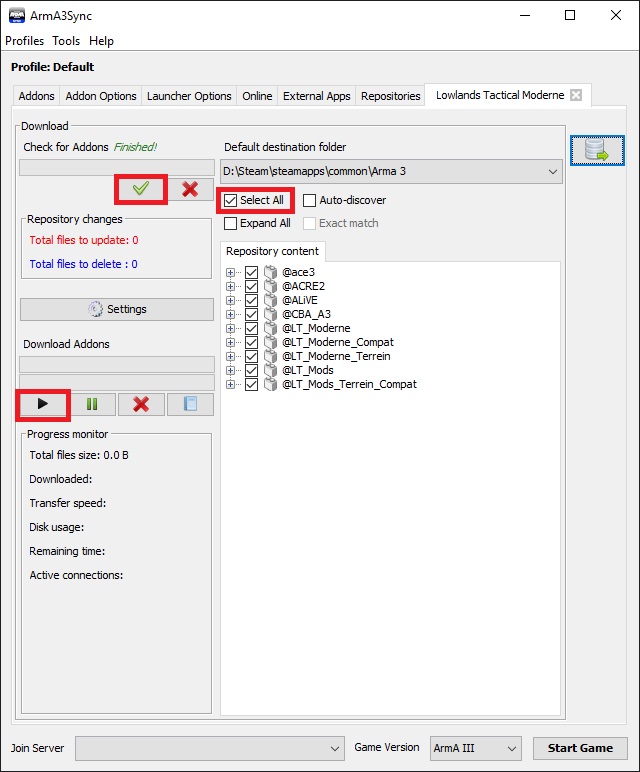 ArmA3Sync
Profiles Tools Help
Profile: Default
Addons Addon Options Launcher Options Online External Apps Repositories Lowlands Tactical Moderne
Download
Check for Addons Finished!
Default destination folder
D:\Steam\steamapps\common\Arma 3
Select All Auto-discover
Expand All Exact match
Repository changes
Total files to update: 0
Total files to delete : 0
Settings
Download Addons
Repository content
@ace3
@ACRE2
@ALiVE
@CBA_A3
@LT_Moderne
@LT_Moderne_Compat
@LT_Moderne_Terrein
@LT_Mods
@LT_Mods_Terrein_Compat
Progress monitor
Total files size: 0.0 B
Downloaded:
Transfer speed:
Disk usage:
Remaining time:
Active connections:
Join Server Game Version ArmA III Start Game